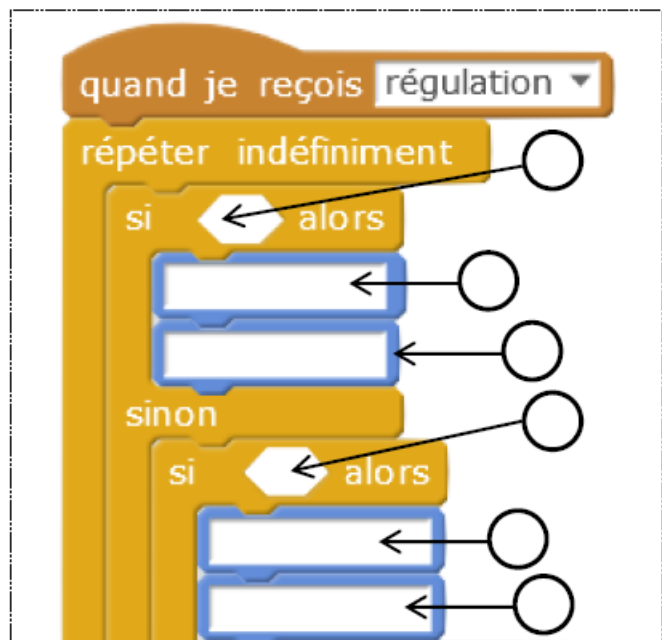 quand je reçois régulation
répéter indéfiniment
si alors
sinon
si alors